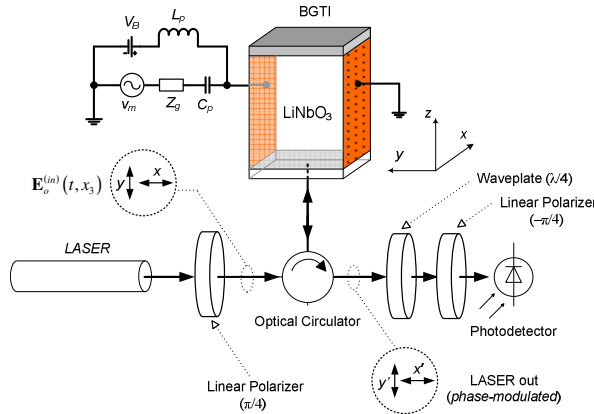 BGTI
V_B
L_p
v_m
Z_g
C_p
LiNbO₃
z
x
y
E_o^(in)(t, x₃)
y
x
Waveplate (λ/4)
Linear Polarizer
(−π/4)
LASER
Optical Circulator
Photodetector
Linear Polarizer
(π/4)
y'
x'
LASER out
(phase-modulated)